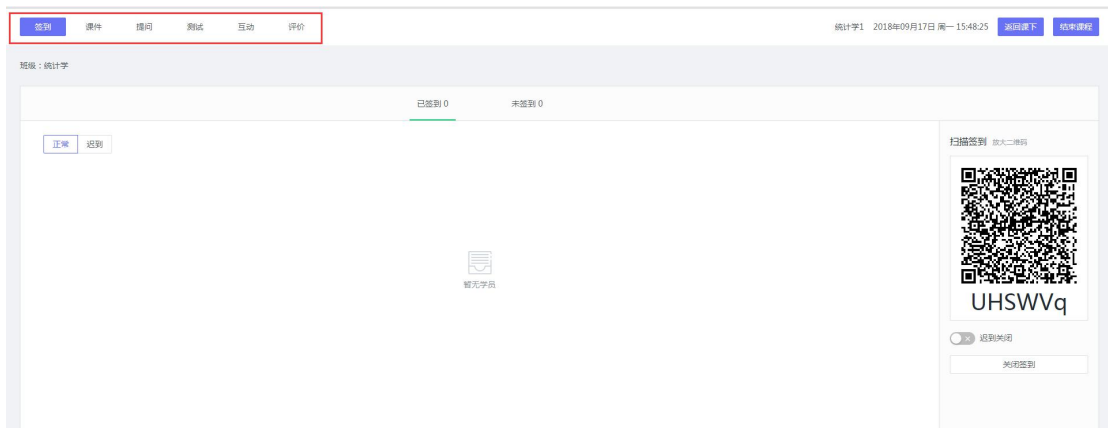 签到 课件 提问 测试 互动 评价 统计学1 2018年09月17日 周一 15:48:25 返回课下 结束课程
班级：统计学
已签到 0 未签到 0
正常 迟到
扫描签到 放大二维码
暂无学员
UHSWVq
迟到关闭
关闭签到